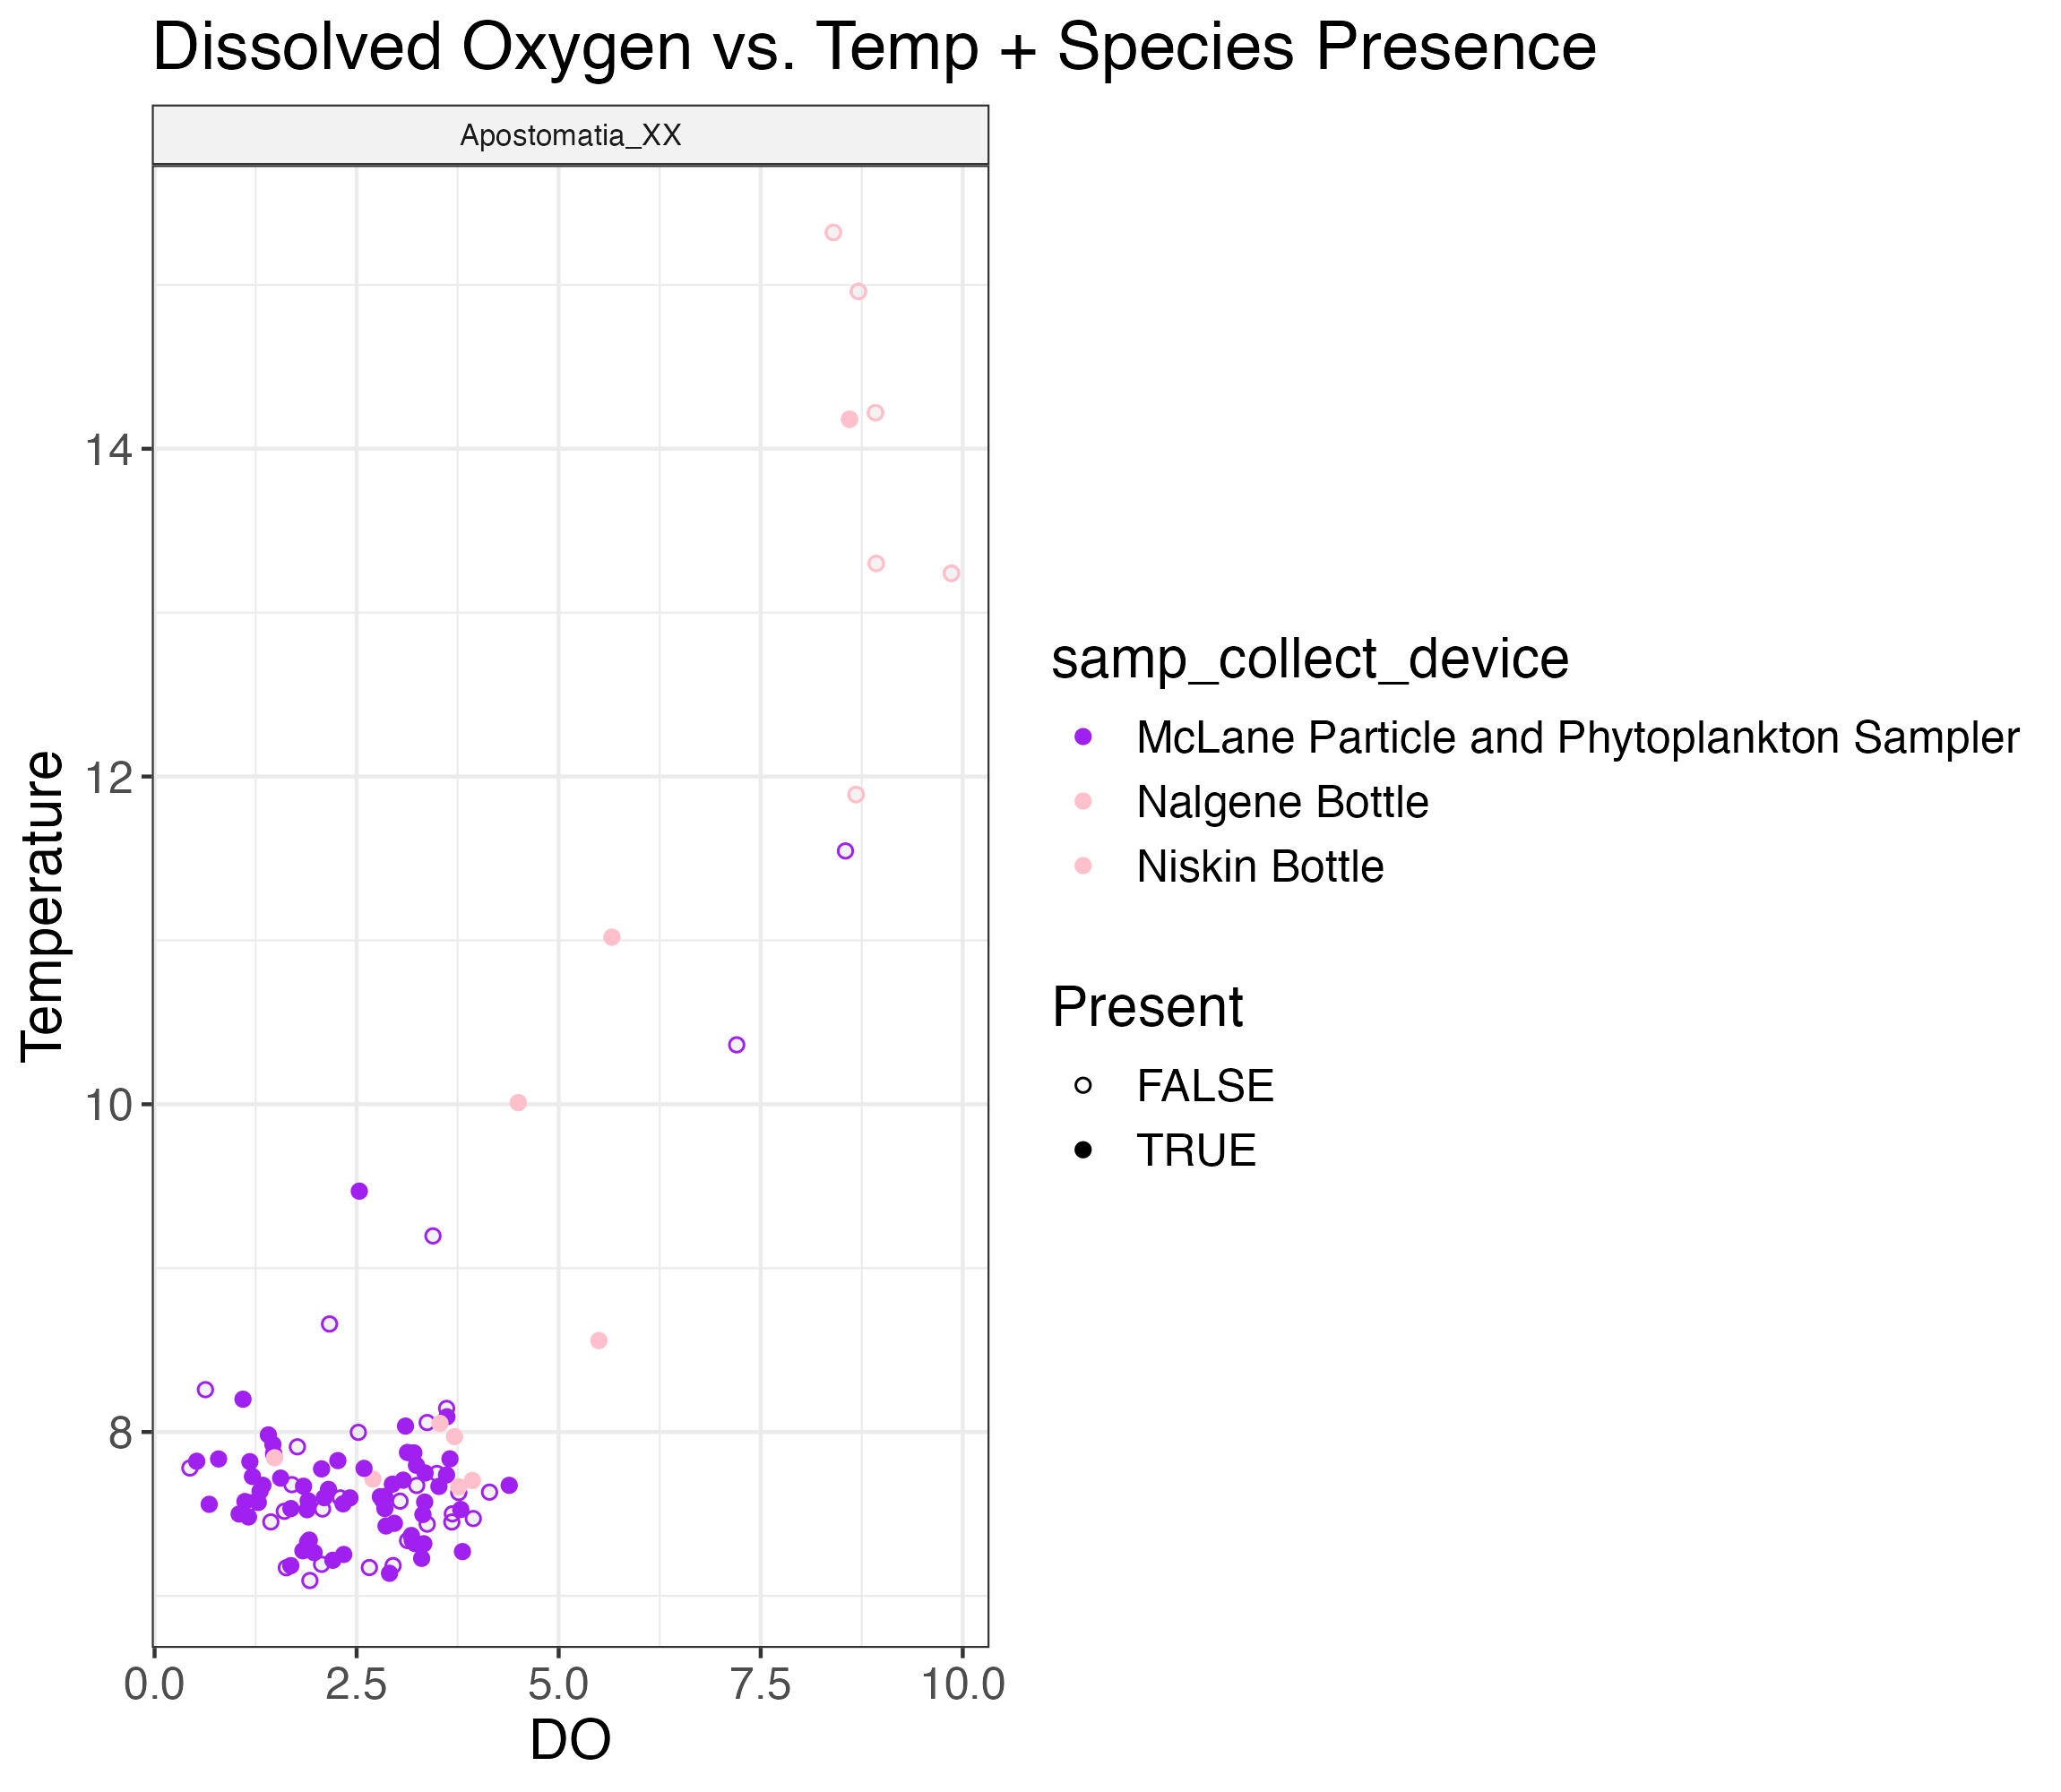 Dissolved Oxygen vs. Temp + Species Presence
Apostomatia_XX
14
12
10
8
Temperature
0.0 2.5 5.0 7.5 10.0
DO
samp_collect_device
McLane Particle and Phytoplankton Sampler
Nalgene Bottle
Niskin Bottle
Present
FALSE
TRUE